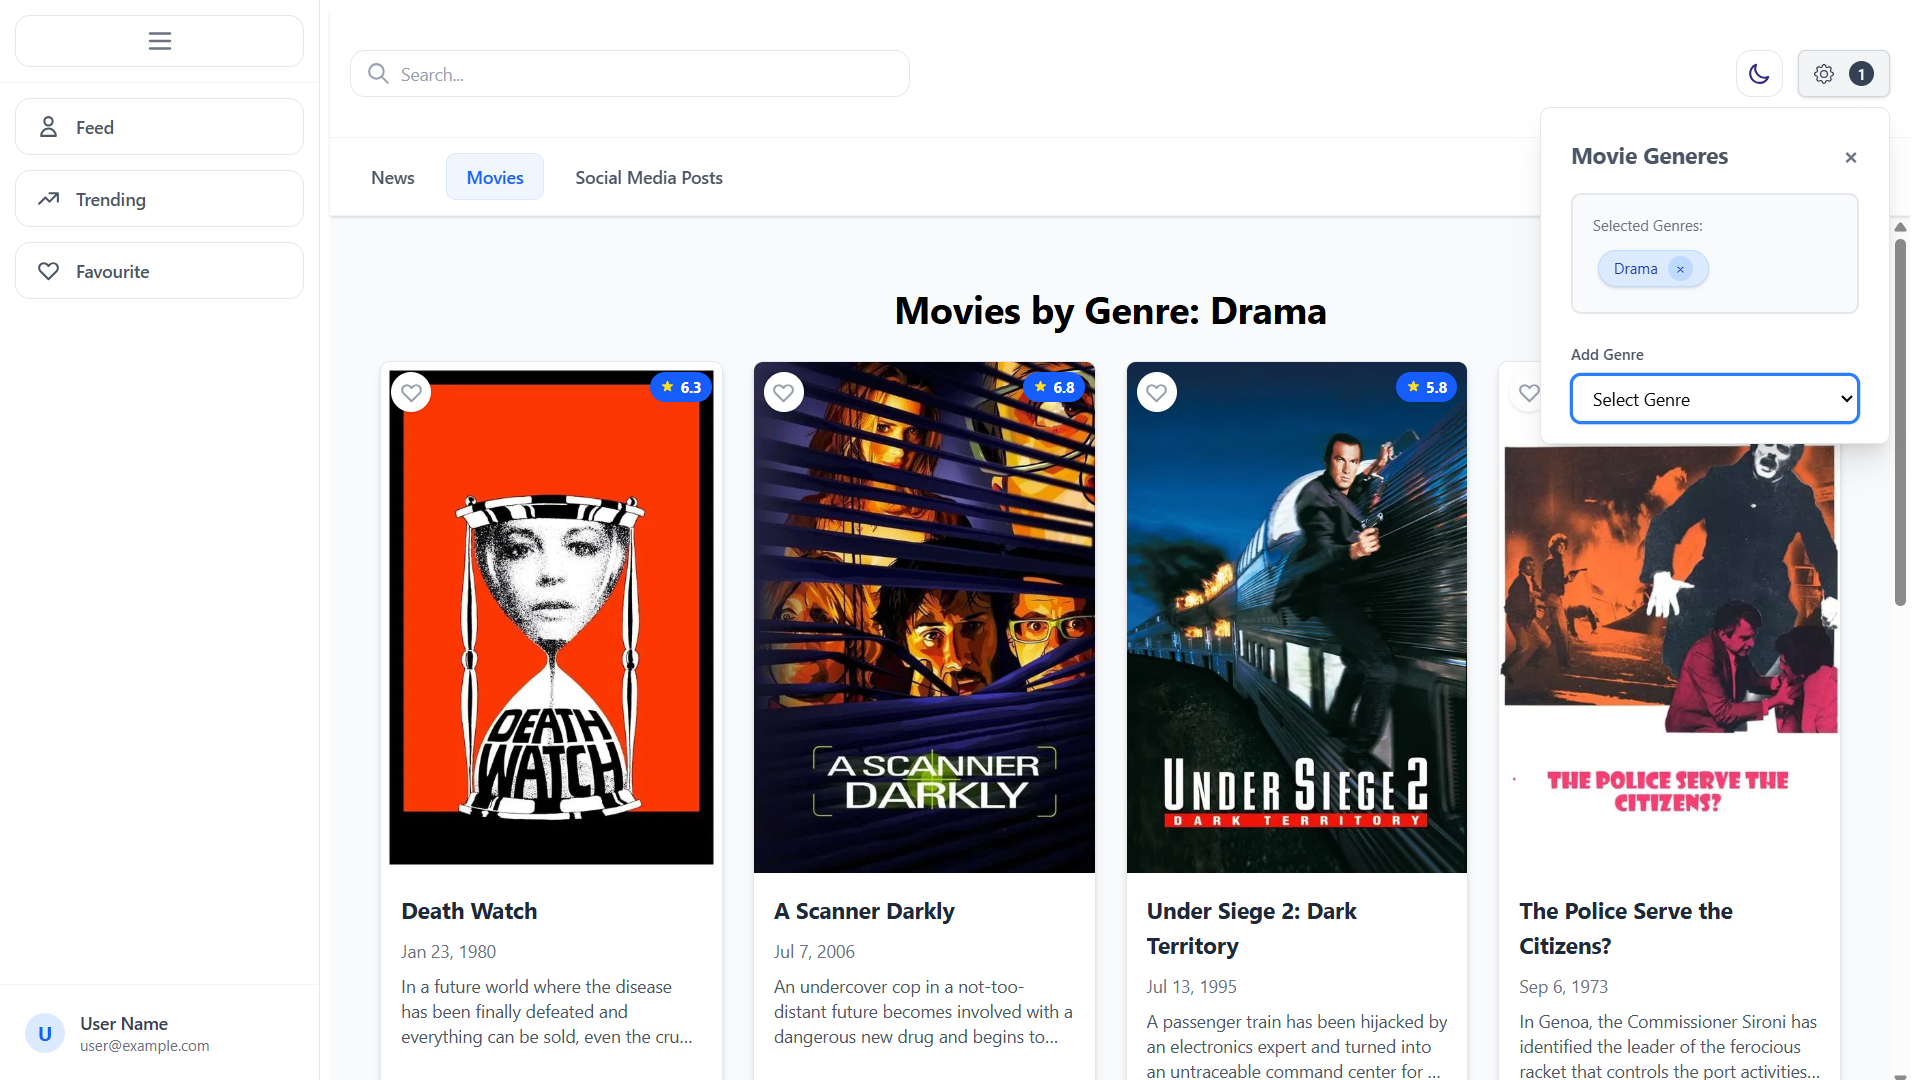 Search...
1
Feed
Trending
Favourite
News
Movies
Social Media Posts
Movie Generes
×
Selected Genres:
Drama ×
Add Genre
Select Genre
Movies by Genre: Drama
6.3
DEATH
WATCH
Death Watch
Jan 23, 1980
In a future world where the disease
has been finally defeated and
everything can be sold, even the cru...
6.8
A SCANNER
DARKLY
A Scanner Darkly
Jul 7, 2006
An undercover cop in a not-too-
distant future becomes involved with a
dangerous new drug and begins to...
5.8
UNDER SIEGE 2
DARK TERRITORY
Under Siege 2: Dark
Territory
Jul 13, 1995
A passenger train has been hijacked by
an electronics expert and turned into
an untraceable command center for ...
THE POLICE SERVE THE
CITIZENS?
The Police Serve the
Citizens?
Sep 6, 1973
In Genoa, the Commissioner Sironi has
identified the leader of the ferocious
racket that controls the port activities...
U
User Name
user@example.com